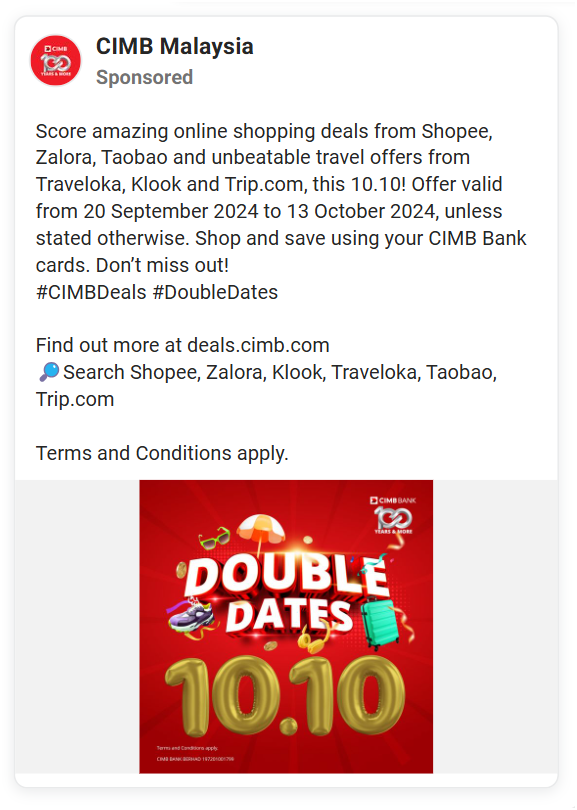 CIMB
100
YEARS & MORE
CIMB Malaysia
Sponsored
Score amazing online shopping deals from Shopee,
Zalora, Taobao and unbeatable travel offers from
Traveloka, Klook and Trip.com, this 10.10! Offer valid
from 20 September 2024 to 13 October 2024, unless
stated otherwise. Shop and save using your CIMB Bank
cards. Don’t miss out!
#CIMBDeals #DoubleDates
Find out more at deals.cimb.com
🔎Search Shopee, Zalora, Klook, Traveloka, Taobao,
Trip.com
Terms and Conditions apply.
CIMB BANK
100
YEARS & MORE
DOUBLE
DATES
10.10
Terms and Conditions apply.
CIMB BANK BERHAD 197201001799